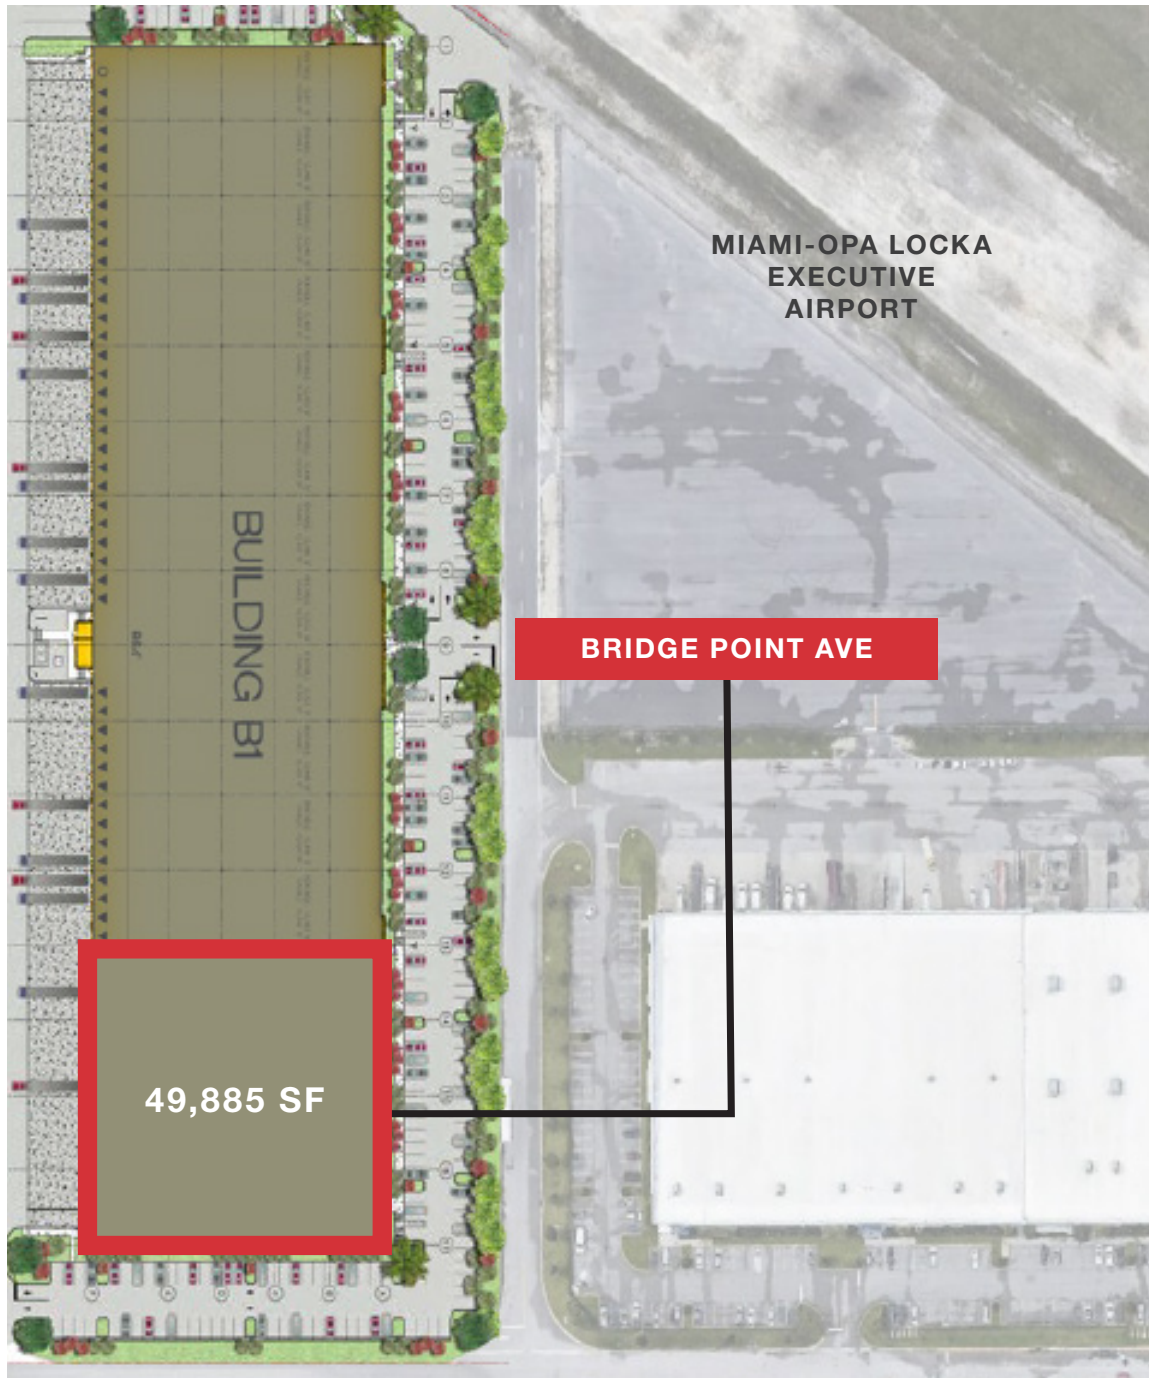 MIAMI-OPA LOCKA
EXECUTIVE
AIRPORT
BUILDING B1
BRIDGE POINT AVE
49,885 SF